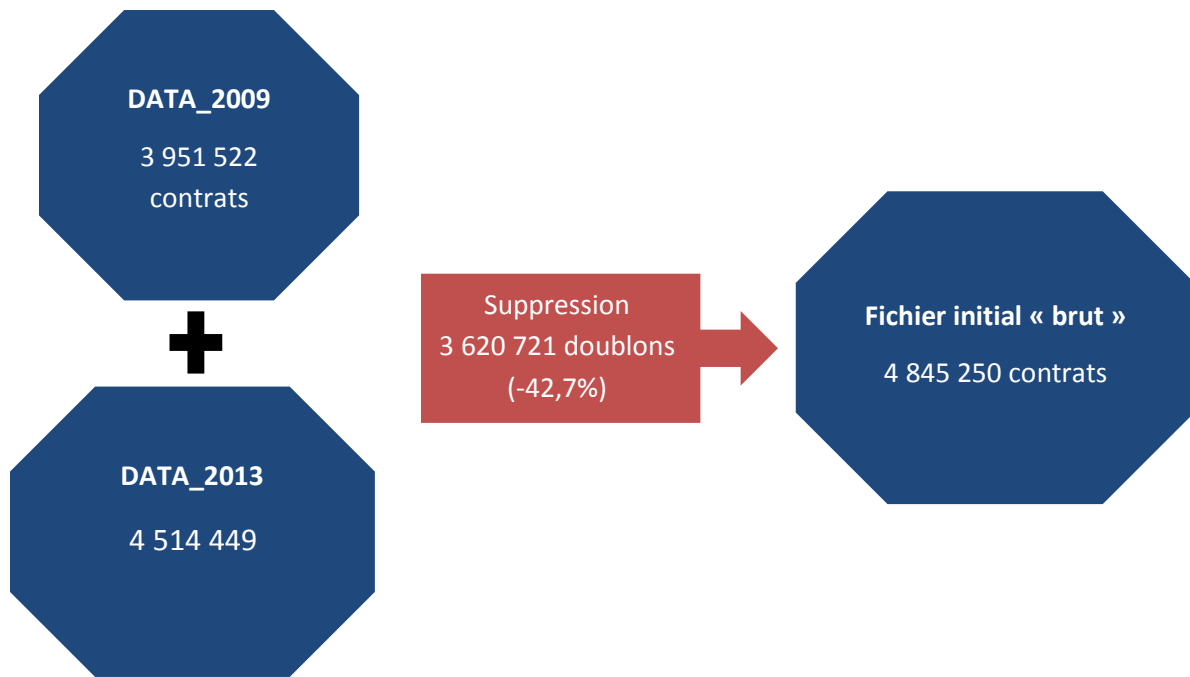 DATA_2009
3 951 522
contrats
DATA_2013
4 514 449
Suppression
3 620 721 doublons
(-42,7%)
Fichier initial « brut »
4 845 250 contrats